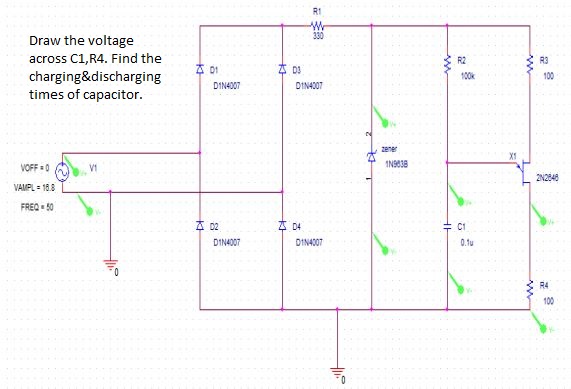 Draw the voltage
across C1,R4. Find the
charging&discharging
times of capacitor.
R1
330
D1
D1N4007
D3
D1N4007
R2
100k
R3
100
2
zener
1N963B
1
X1
2N2646
VOFF = 0
V1
VAMPL = 16.8
FREQ = 50
D2
D1N4007
D4
D1N4007
C1
0.1u
R4
100
0
0